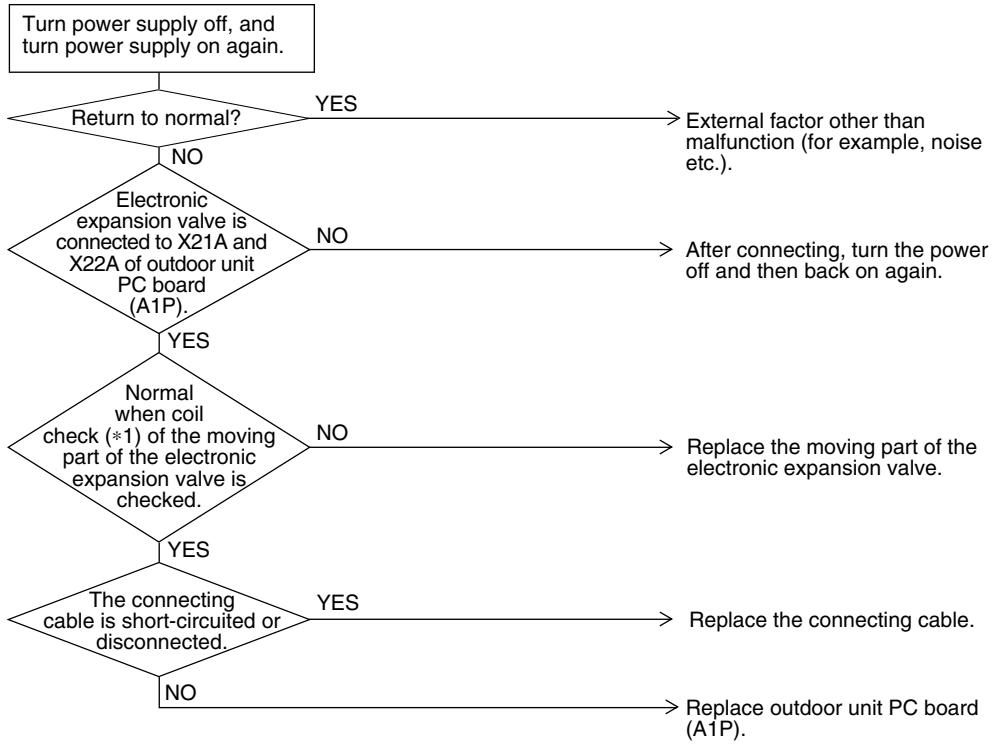 Turn power supply off, and
turn power supply on again.
Return to normal?
YES
External factor other than
malfunction (for example, noise
etc.).
NO
Electronic
expansion valve is
connected to X21A and
X22A of outdoor unit
PC board
(A1P).
NO
After connecting, turn the power
off and then back on again.
YES
Normal
when coil
check (*1) of the moving
part of the electronic
expansion valve is
checked.
NO
Replace the moving part of the
electronic expansion valve.
YES
The connecting
cable is short-circuited or
disconnected.
YES
Replace the connecting cable.
NO
Replace outdoor unit PC board
(A1P).